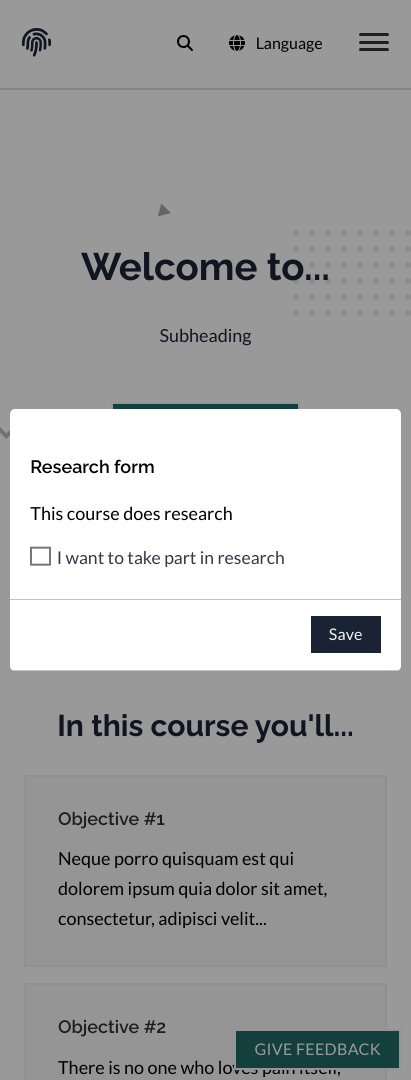 Language
Welcome to...
Subheading
Research form
This course does research
I want to take part in research
Save
In this course you'll...
Objective #1
Neque porro quisquam est qui
dolorem ipsum quia dolor sit amet,
consectetur, adipisci velit...
Objective #2
GIVE FEEDBACK
There is no one who loves pain itself,